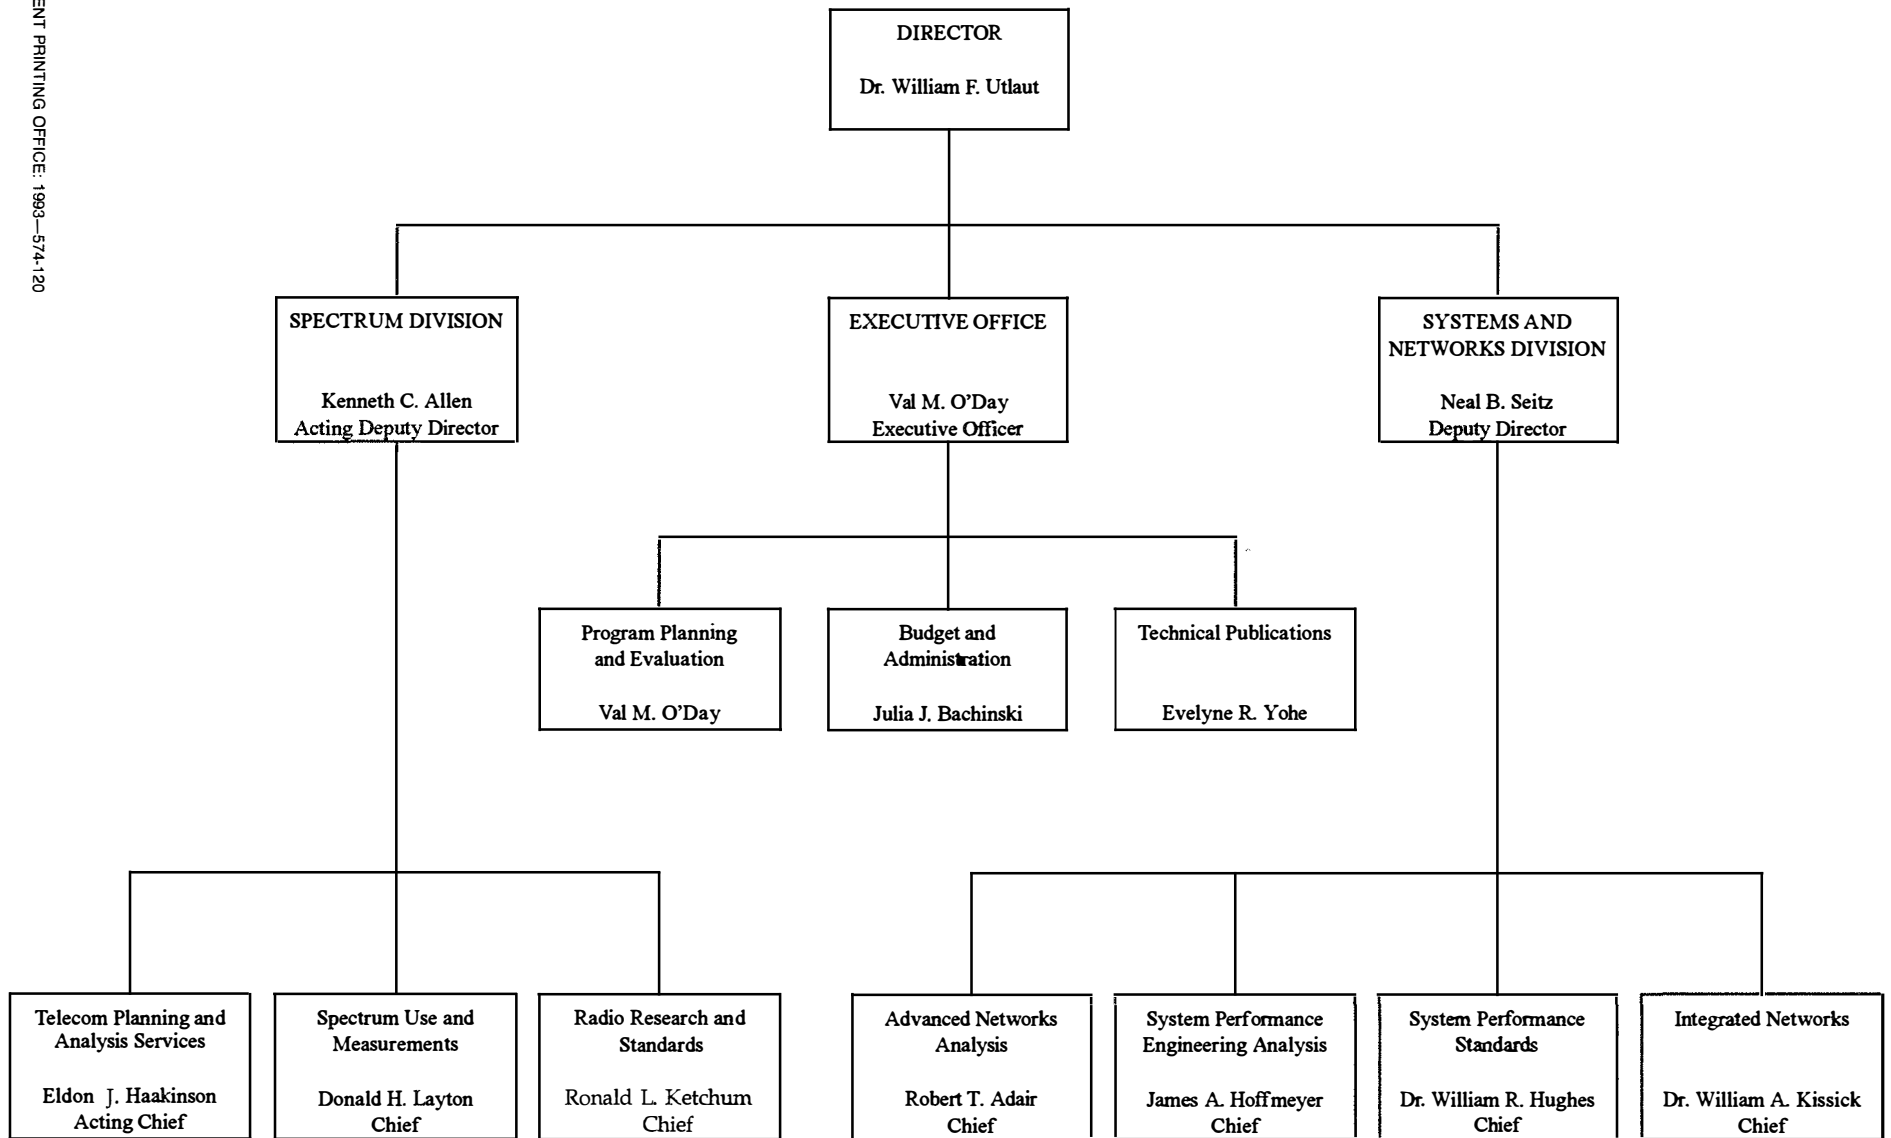 ENT PRINTING OFFICE: 1993—574-120
DIRECTOR
Dr. William F. Utlaut
SPECTRUM DIVISION
Kenneth C. Allen
Acting Deputy Director
EXECUTIVE OFFICE
Val M. O'Day
Executive Officer
SYSTEMS AND
NETWORKS DIVISION
Neal B. Seitz
Deputy Director
Program Planning
and Evaluation
Val M. O'Day
Budget and
Administration
Julia J. Bachinski
Technical Publications
Evelyne R. Yohe
Telecom Planning and
Analysis Services
Eldon J. Haakinson
Acting Chief
Spectrum Use and
Measurements
Donald H. Layton
Chief
Radio Research and
Standards
Ronald L. Ketchum
Chief
Advanced Networks
Analysis
Robert T. Adair
Chief
System Performance
Engineering Analysis
James A. Hoffmeyer
Chief
System Performance
Standards
Dr. William R. Hughes
Chief
Integrated Networks
Dr. William A. Kissick
Chief